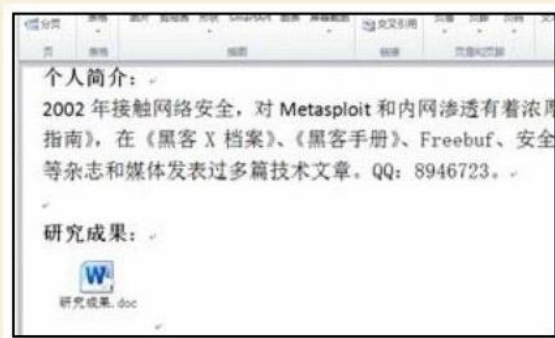 个人简介：
2002 年接触网络安全，对 Metasploit 和内网渗透有着浓厚
指南》，在《黑客 X 档案》、《黑客手册》、Freebuf、安全
等杂志和媒体发表过多篇技术文章。QQ：8946723。
研究成果：
研究成果.doc